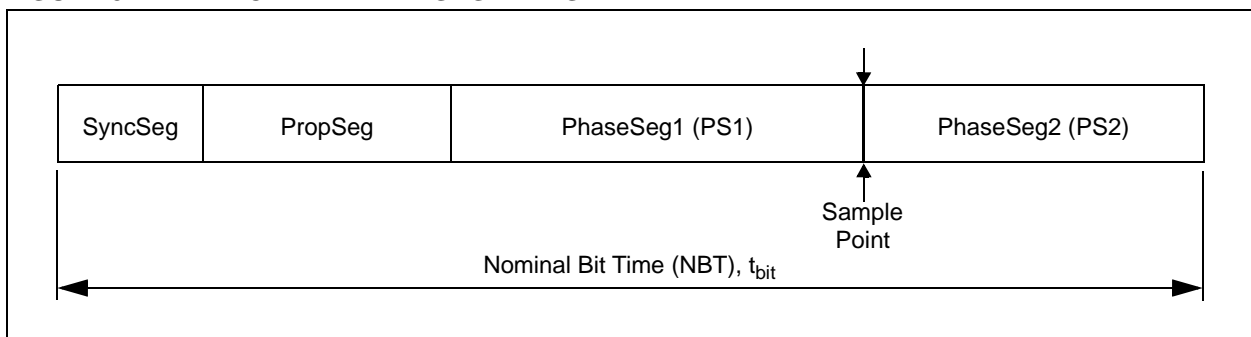 SyncSeg
PropSeg
PhaseSeg1 (PS1)
PhaseSeg2 (PS2)
Sample
Point
Nominal Bit Time (NBT), tbit